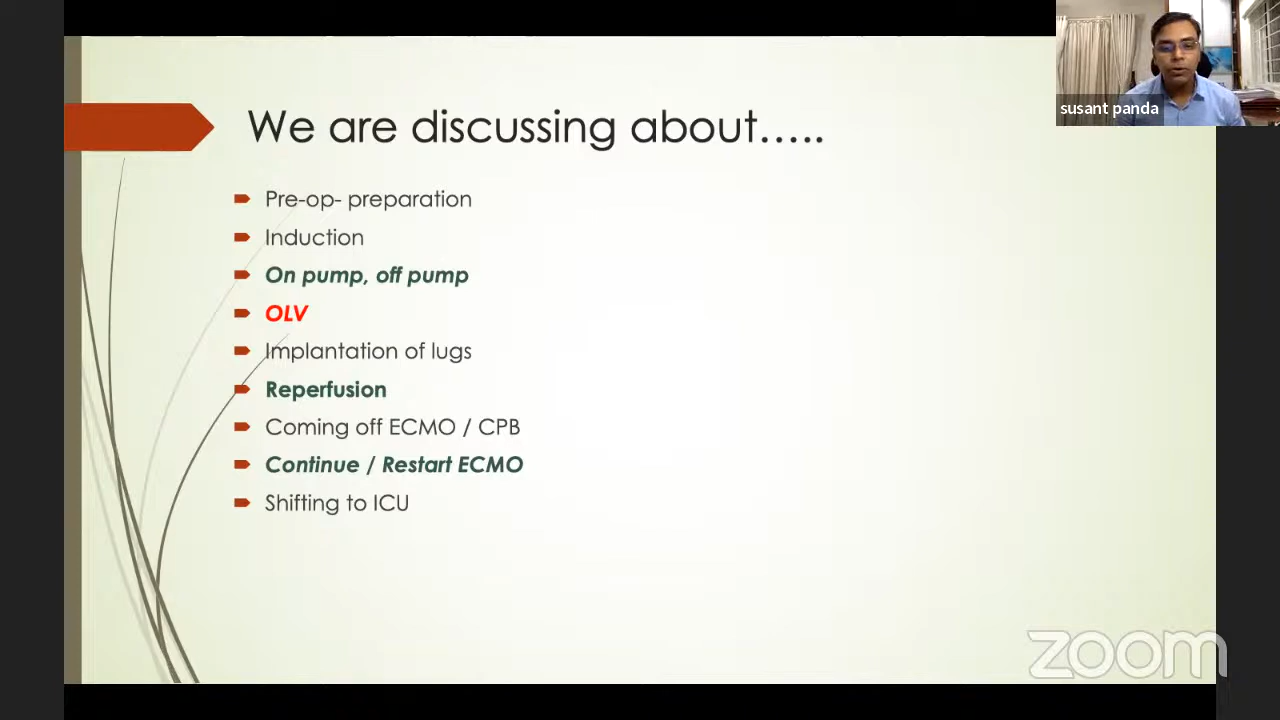 We are discussing about.....
Pre-op- preparation
Induction
On pump, off pump
OLV
Implantation of lugs
Reperfusion
Coming off ECMO / CPB
Continue / Restart ECMO
Shifting to ICU
susant panda
zoom